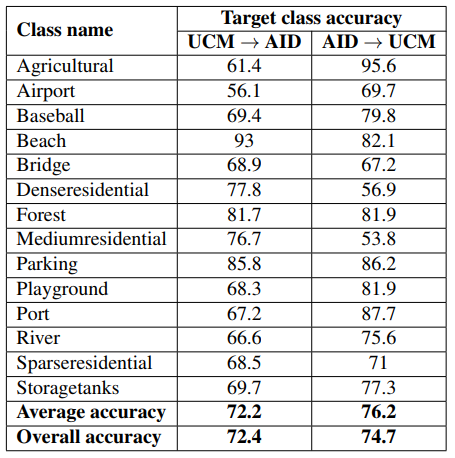 Class name Target class accuracy
UCM → AID AID → UCM
Agricultural 61.4 95.6
Airport 56.1 69.7
Baseball 69.4 79.8
Beach 93 82.1
Bridge 68.9 67.2
Denseresidential 77.8 56.9
Forest 81.7 81.9
Mediumresidential 76.7 53.8
Parking 85.8 86.2
Playground 68.3 81.9
Port 67.2 87.7
River 66.6 75.6
Sparseresidential 68.5 71
Storagetanks 69.7 77.3
Average accuracy 72.2 76.2
Overall accuracy 72.4 74.7